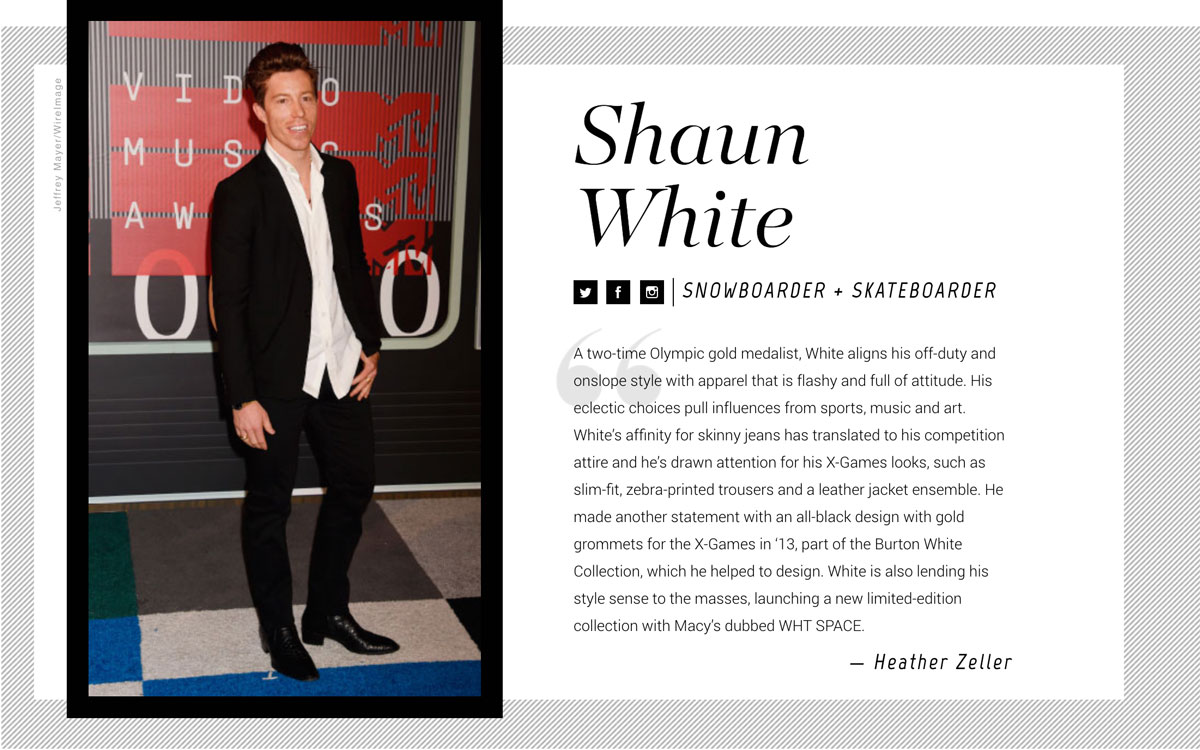 Jeffrey Mayer/WireImage
VIDEO
MUS
AW S
Shaun
White
SNOWBOARDER + SKATEBOARDER
A two-time Olympic gold medalist, White aligns his off-duty and
onslope style with apparel that is flashy and full of attitude. His
eclectic choices pull influences from sports, music and art.
White’s affinity for skinny jeans has translated to his competition
attire and he’s drawn attention for his X-Games looks, such as
slim-fit, zebra-printed trousers and a leather jacket ensemble. He
made another statement with an all-black design with gold
grommets for the X-Games in ‘13, part of the Burton White
Collection, which he helped to design. White is also lending his
style sense to the masses, launching a new limited-edition
collection with Macy’s dubbed WHT SPACE.
— Heather Zeller